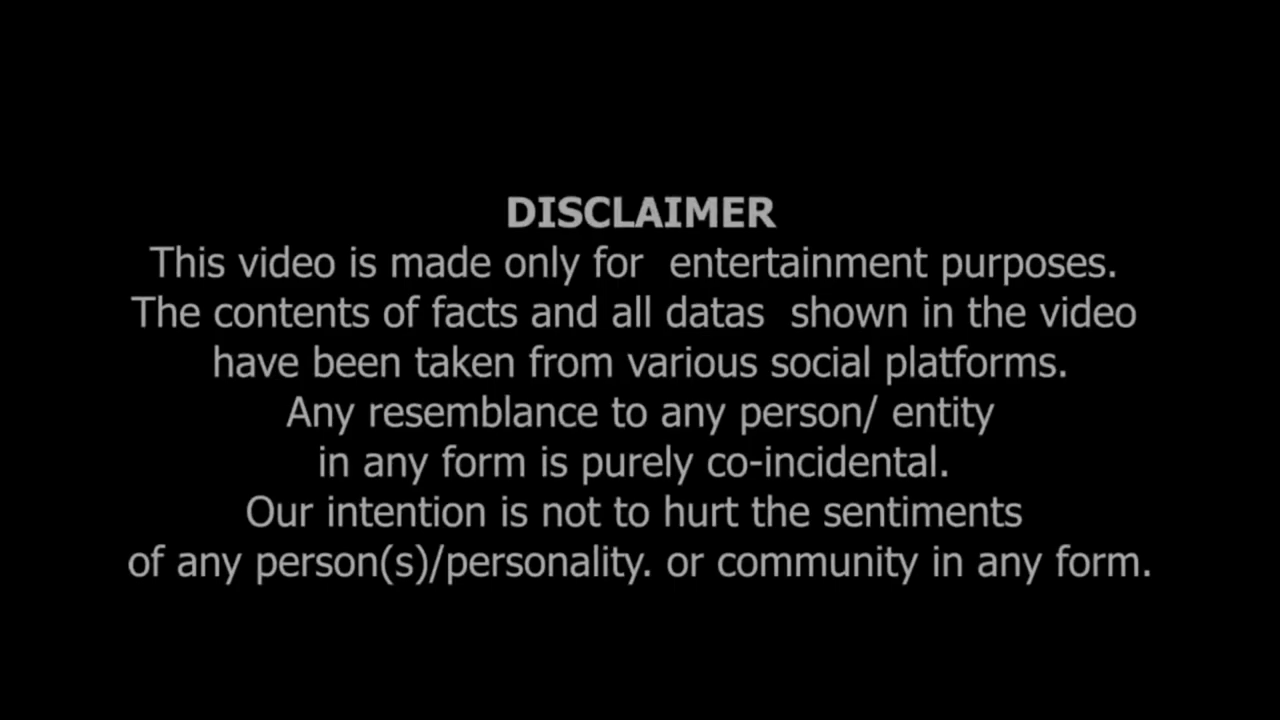 DISCLAIMER
This video is made only for  entertainment purposes.
The contents of facts and all datas  shown in the video
have been taken from various social platforms.
Any resemblance to any person/ entity
in any form is purely co-incidental.
Our intention is not to hurt the sentiments
of any person(s)/personality. or community in any form.